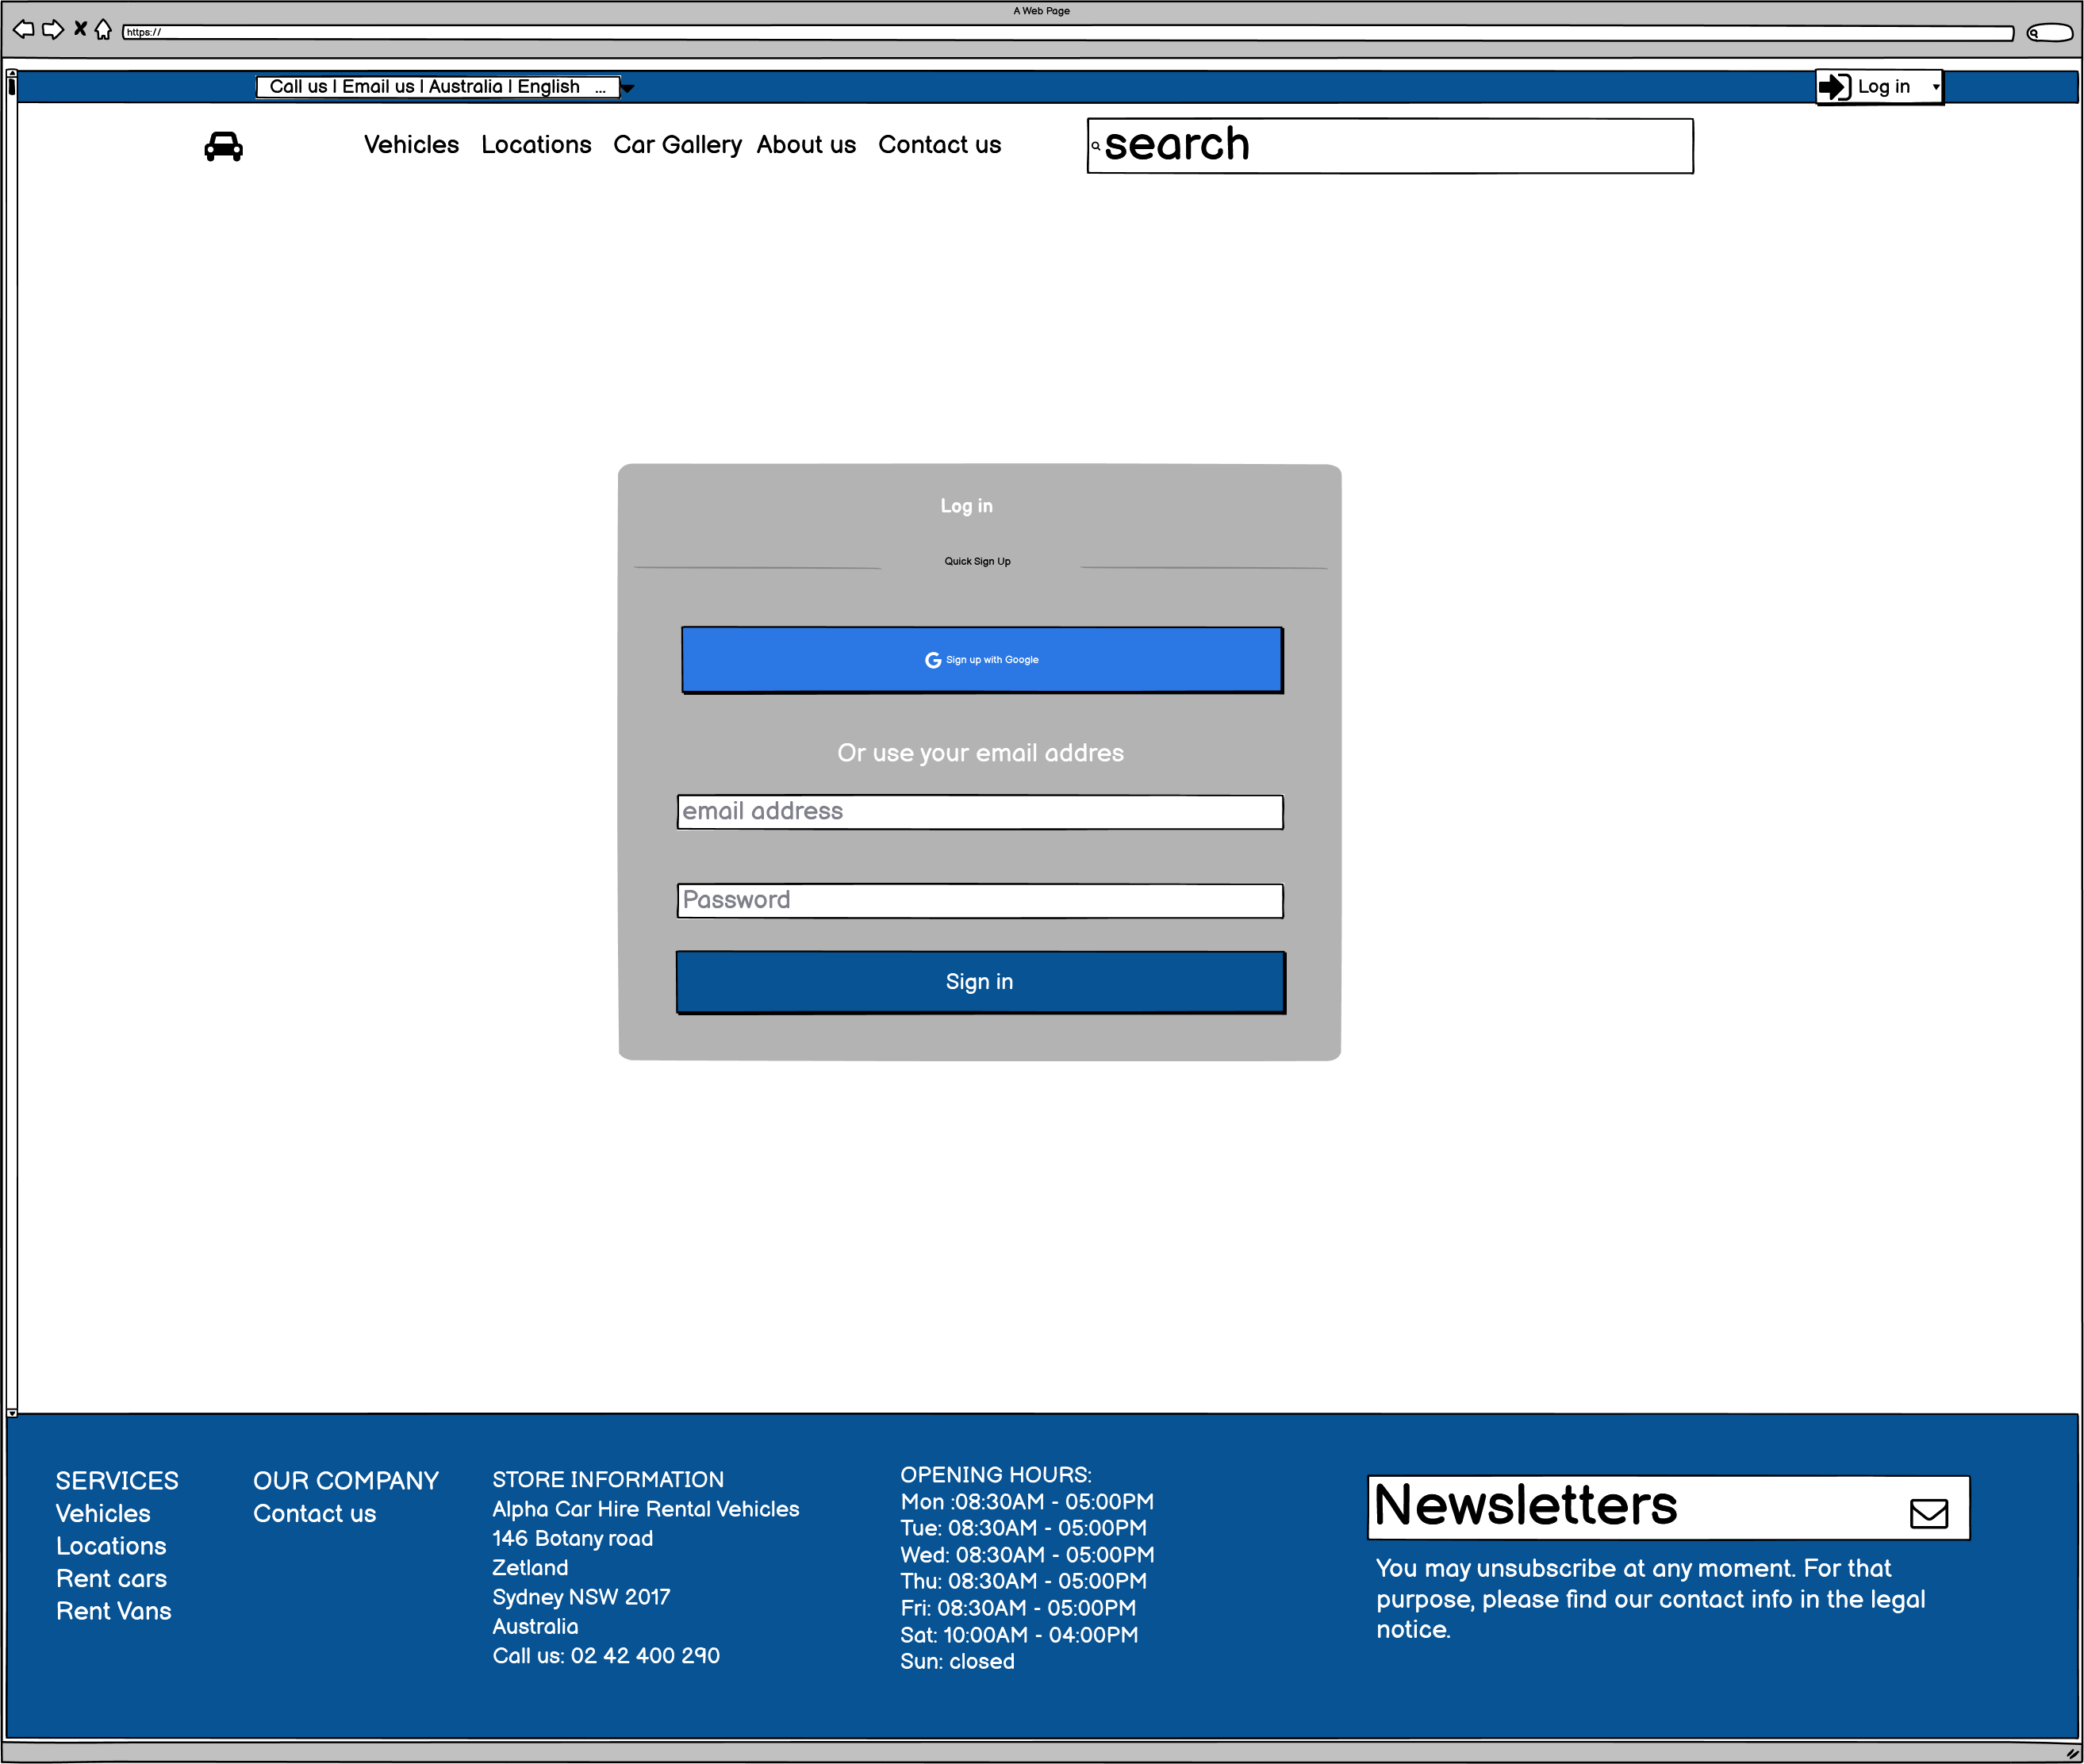 A Web Page
https://
Call us | Email us | Australia | English ...
Log in
Vehicles Locations Car Gallery About us Contact us
search
Log in
Quick Sign Up
Sign up with Google
Or use your email addres
email address
Password
Sign in
SERVICES
Vehicles
Locations
Rent cars
Rent Vans
OUR COMPANY
Contact us
STORE INFORMATION
Alpha Car Hire Rental Vehicles
146 Botany road
Zetland
Sydney NSW 2017
Australia
Call us: 02 42 400 290
OPENING HOURS:
Mon :08:30AM - 05:00PM
Tue: 08:30AM - 05:00PM
Wed: 08:30AM - 05:00PM
Thu: 08:30AM - 05:00PM
Fri: 08:30AM - 05:00PM
Sat: 10:00AM - 04:00PM
Sun: closed
Newsletters
You may unsubscribe at any moment. For that
purpose, please find our contact info in the legal
notice.